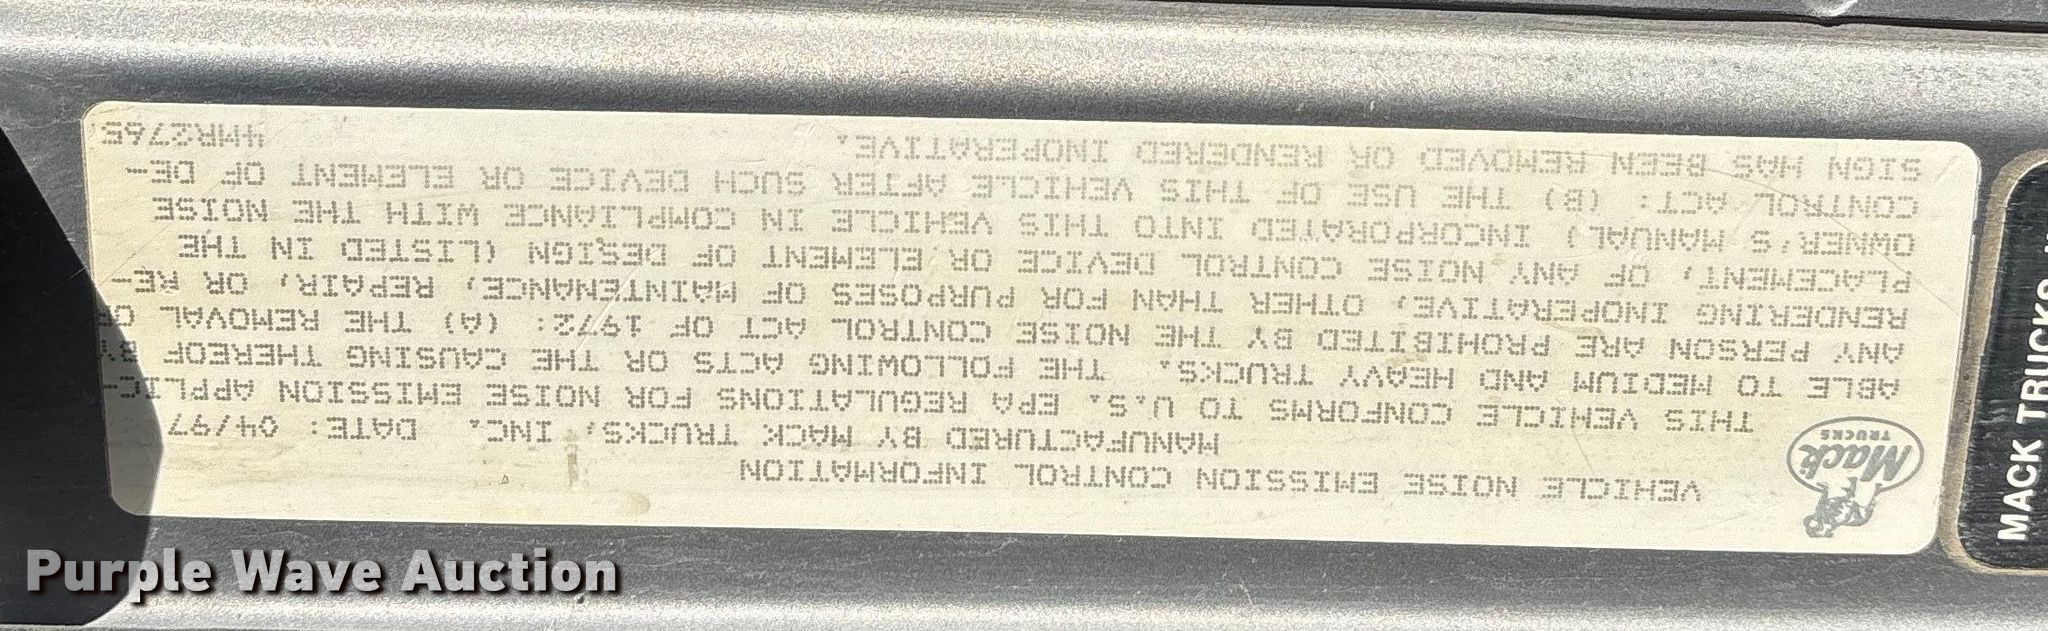 VEHICLE NOISE EMISSION CONTROL INFORMATION
MANUFACTURED BY MACK TRUCKS, INC. DATE: 04/97
THIS VEHICLE CONFORMS TO U.S. EPA REGULATIONS FOR NOISE EMISSION APPLIC-
ABLE TO MEDIUM AND HEAVY TRUCKS. THE FOLLOWING ACTS OR THE CAUSING THEREOF BY
ANY PERSON ARE PROHIBITED BY THE NOISE CONTROL ACT OF 1972: (A) THE REMOVAL OR
RENDERING INOPERATIVE, OTHER THAN FOR PURPOSES OF MAINTENANCE, REPAIR, OR RE-
PLACEMENT, OF ANY NOISE CONTROL DEVICE OR ELEMENT OF DESIGN (LISTED IN THE
OWNER'S MANUAL) INCORPORATED INTO THIS VEHICLE IN COMPLIANCE WITH THE NOISE
CONTROL ACT: (B) THE USE OF THIS VEHICLE AFTER SUCH DEVICE OR ELEMENT OF DE-
SIGN HAS BEEN REMOVED OR RENDERED INOPERATIVE. 4MR2765
Mack
TRUCKS
MACK TRUCKS
Purple Wave Auction